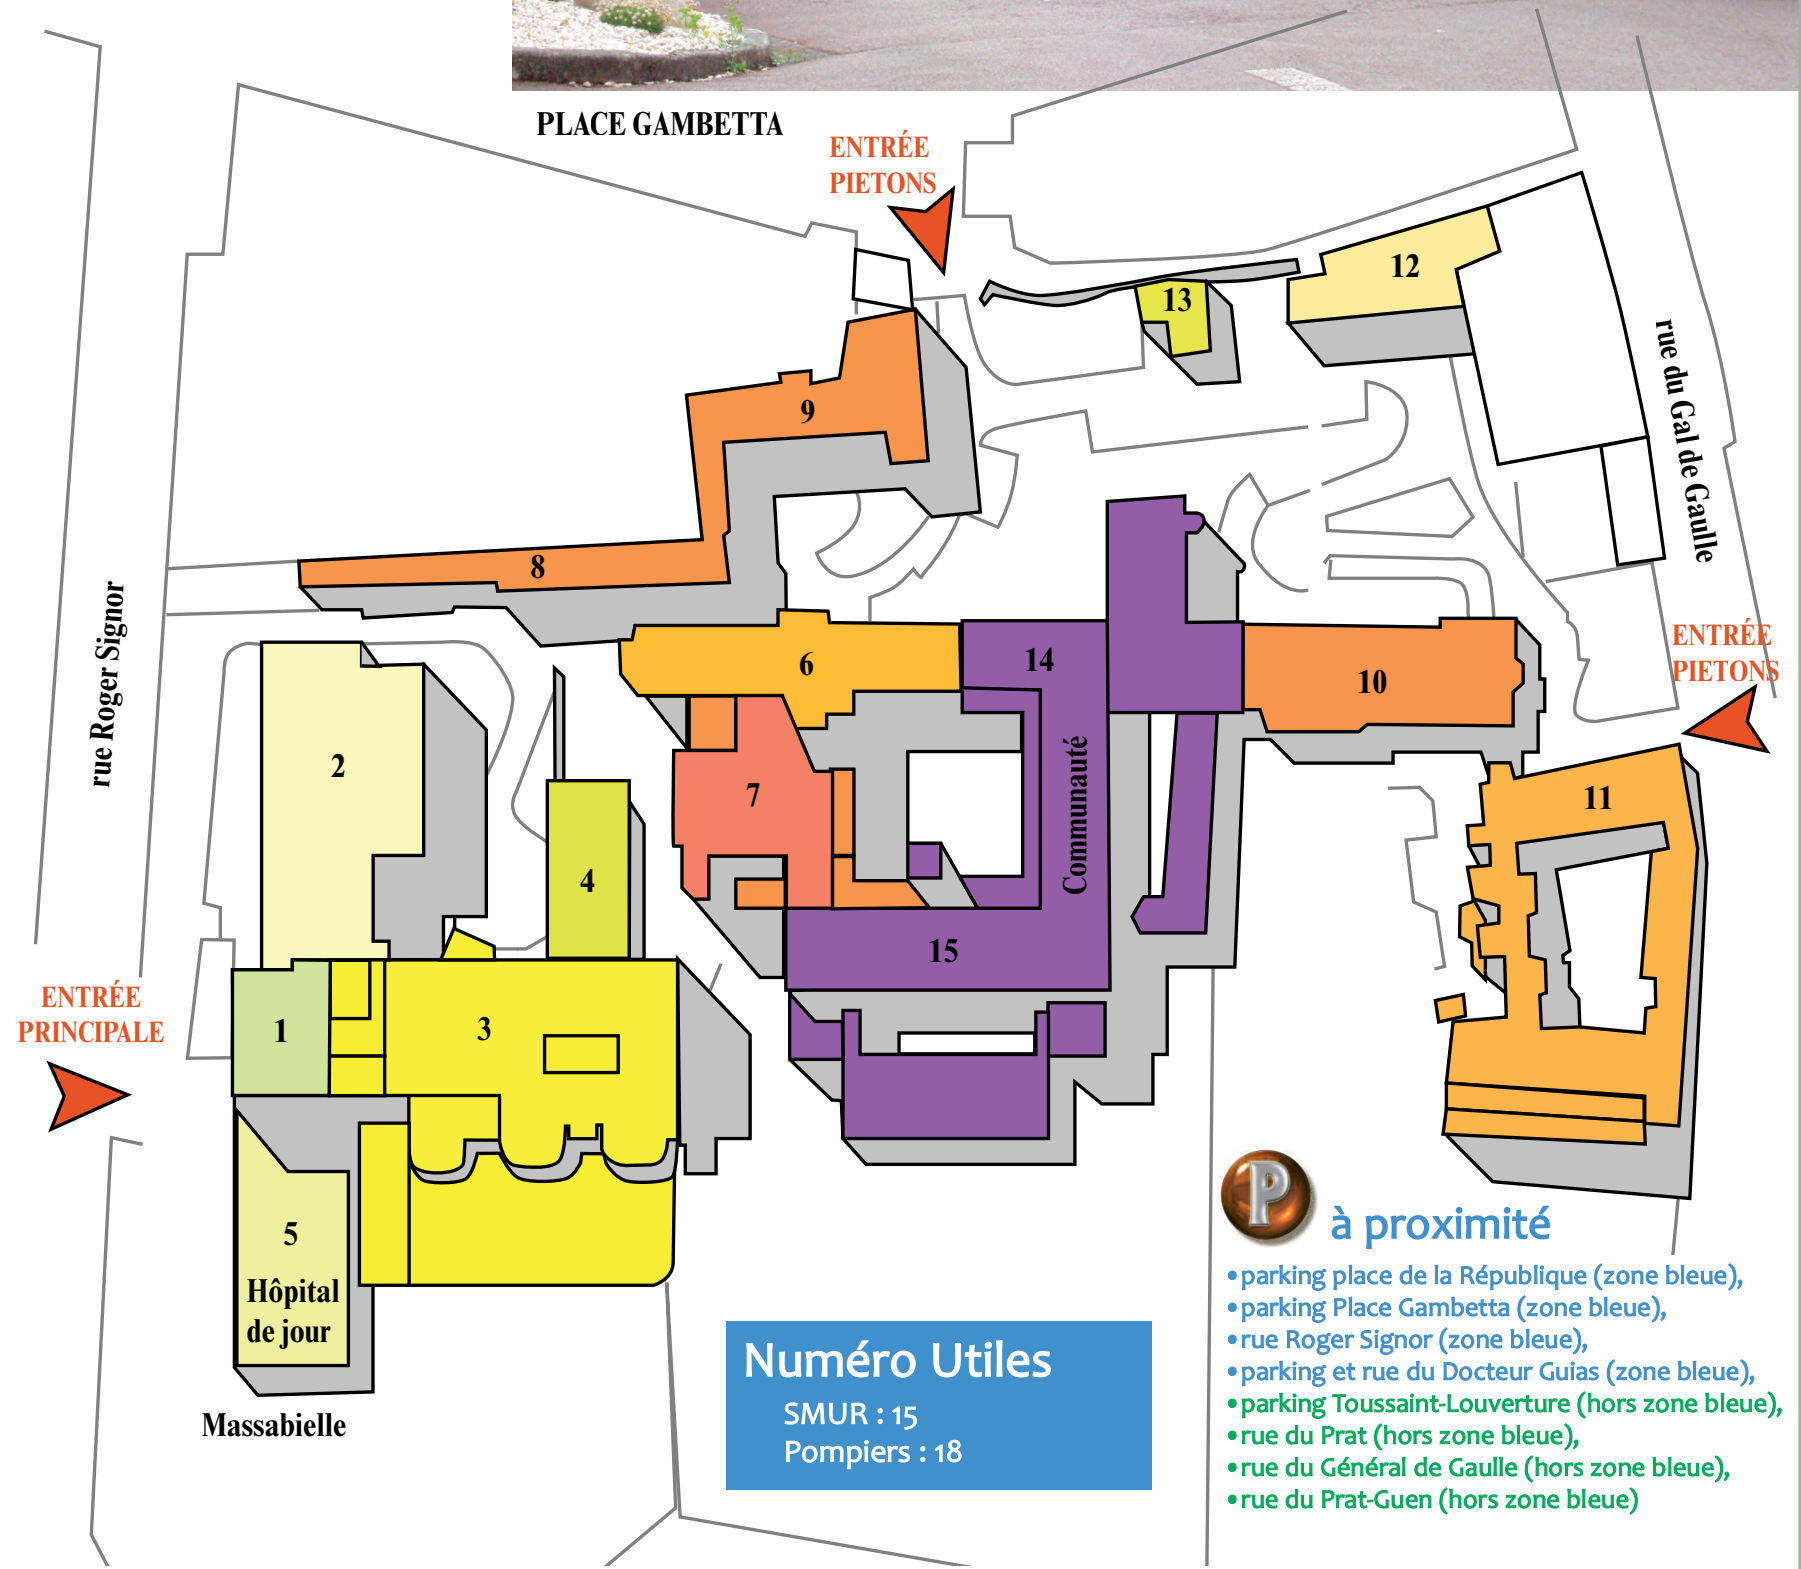 PLACE GAMBETTA
ENTRÉE
PIETONS
12
13
rue du Gal de Gaulle
9
8
rue Roger Signor
ENTRÉE
PIETONS
6
14
10
2
7
Communauté
11
4
15
ENTRÉE
PRINCIPALE
1
3
5
Hôpital
de jour
Massabielle
P
à proximité
•parking place de la République (zone bleue),
•parking Place Gambetta (zone bleue),
•rue Roger Signor (zone bleue),
•parking et rue du Docteur Guias (zone bleue),
•parking Toussaint-Louverture (hors zone bleue),
•rue du Prat (hors zone bleue),
•rue du Général de Gaulle (hors zone bleue),
•rue du Prat-Guen (hors zone bleue)
Numéro Utiles
SMUR : 15
Pompiers : 18